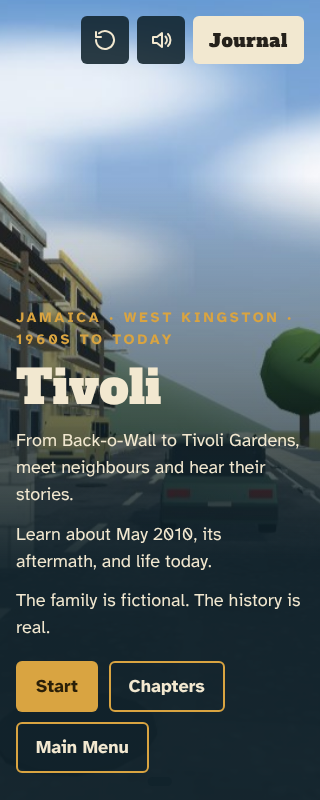 Journal
JAMAICA · WEST KINGSTON ·
1960S TO TODAY
Tivoli
From Back-o-Wall to Tivoli Gardens,
meet neighbours and hear their
stories.
Learn about May 2010, its
aftermath, and life today.
The family is fictional. The history is
real.
Start
Chapters
Main Menu